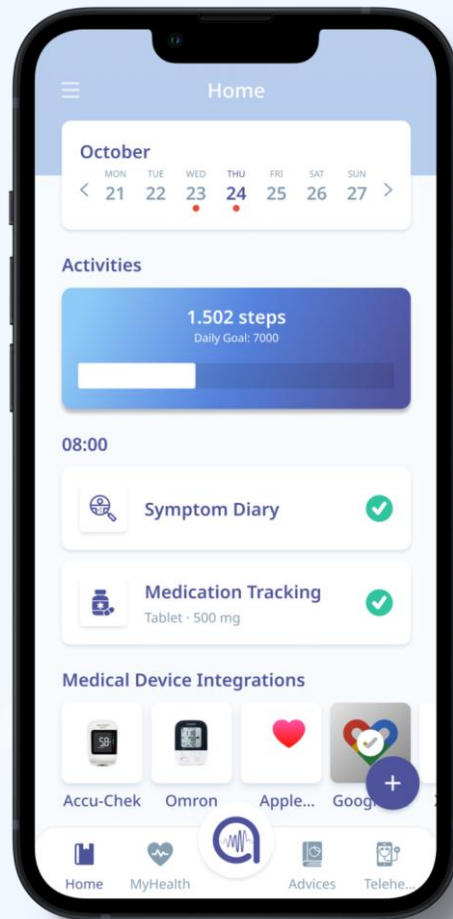 Home
October
MON TUE WED THU FRI SAT SUN
< 21 22 23 24 25 26 27 >
Activities
1.502 steps
Daily Goal: 7000
08:00
Symptom Diary
Medication Tracking
Tablet · 500 mg
Medical Device Integrations
58
Accu-Chek Omron Apple... Goog
+
Home MyHealth Advices Telehe...